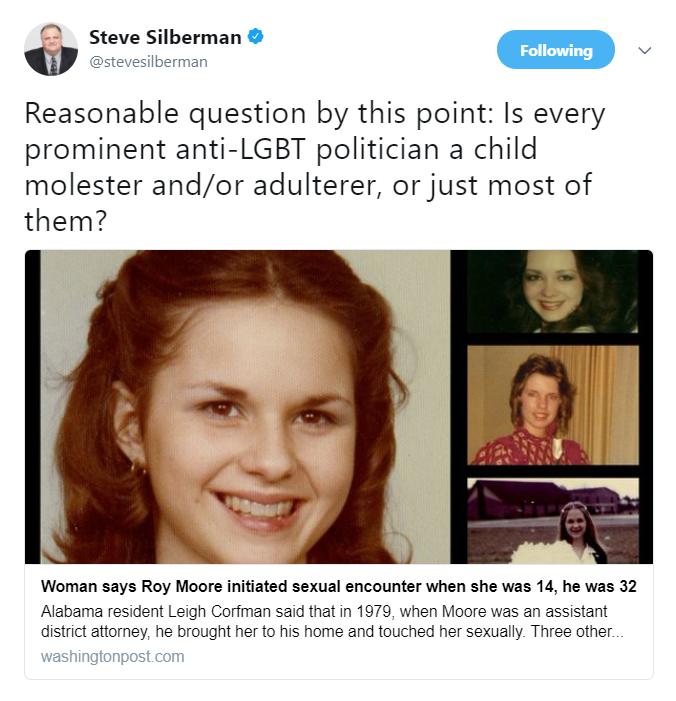 Steve Silberman
@stevesilberman
Following
Reasonable question by this point: Is every
prominent anti-LGBT politician a child
molester and/or adulterer, or just most of
them?
Woman says Roy Moore initiated sexual encounter when she was 14, he was 32
Alabama resident Leigh Corfman said that in 1979, when Moore was an assistant
district attorney, he brought her to his home and touched her sexually. Three other...
washingtonpost.com